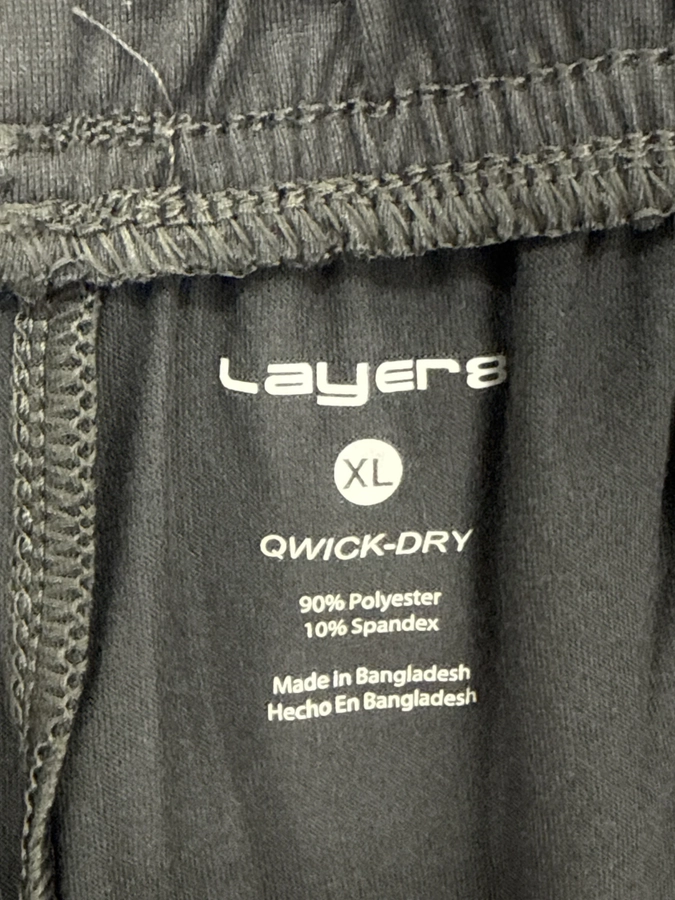 Layer8
XL
QWICK-DRY
90% Polyester
10% Spandex
Made in Bangladesh
Hecho En Bangladesh